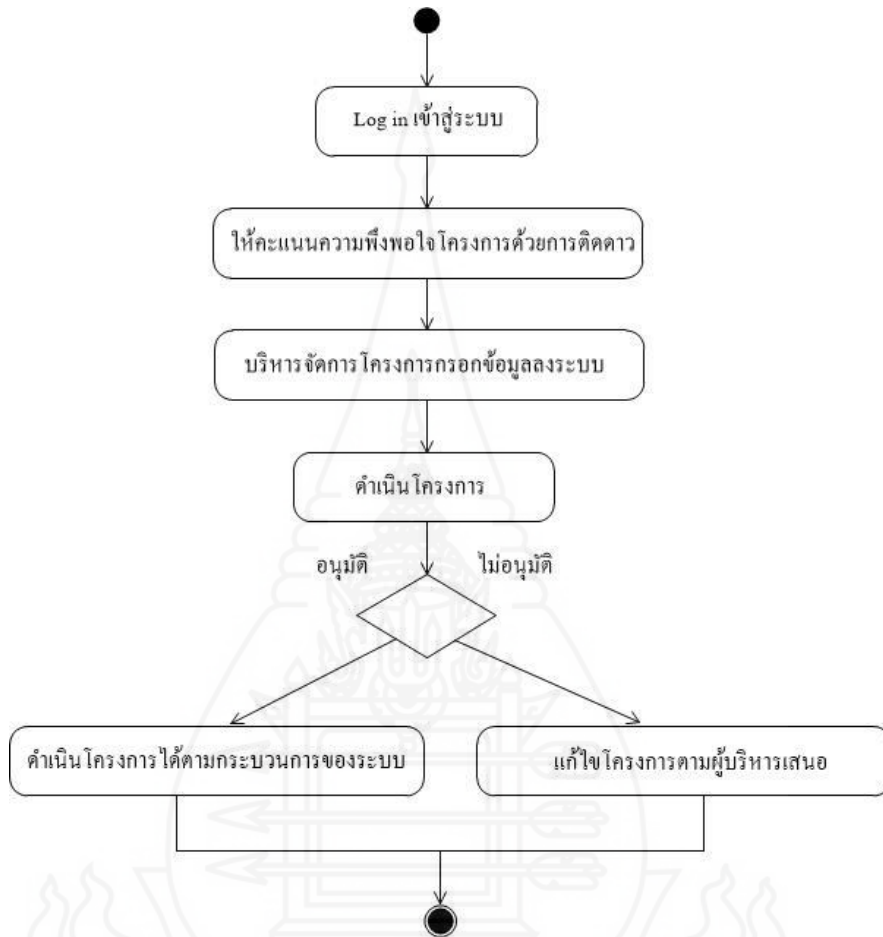 Log in เข้าสู่ระบบ
ให้คะแนนความพึงพอใจโครงการด้วยการติดดาว
บริหารจัดการโครงการกรอกข้อมูลลงระบบ
ดำเนินโครงการ
อนุมัติ
ไม่อนุมัติ
ดำเนินโครงการได้ตามกระบวนการของระบบ
แก้ไขโครงการตามผู้บริหารเสนอ